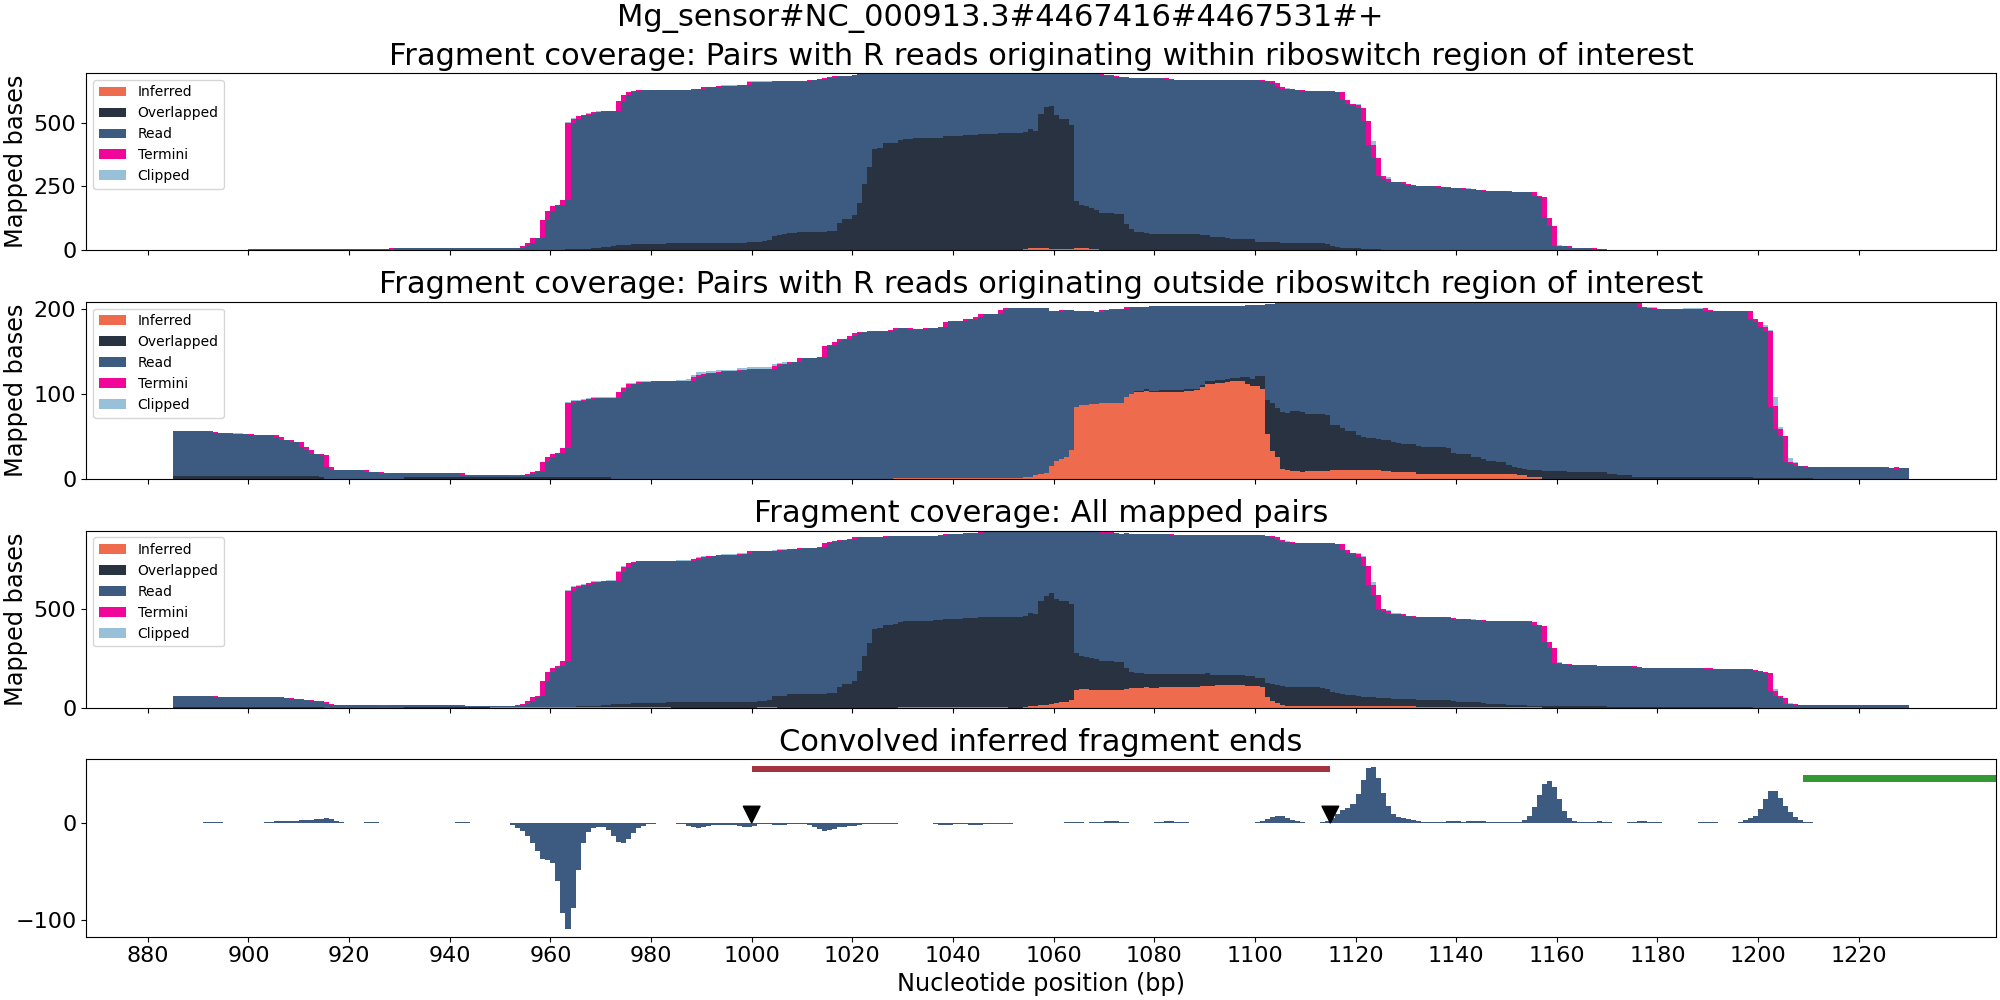 Mg_sensor#NC_000913.3#4467416#4467531#+
Fragment coverage: Pairs with R reads originating within riboswitch region of interest
Mapped bases
500
250
0
Inferred
Overlapped
Read
Termini
Clipped
Fragment coverage: Pairs with R reads originating outside riboswitch region of interest
Mapped bases
200
100
0
Inferred
Overlapped
Read
Termini
Clipped
Fragment coverage: All mapped pairs
Mapped bases
500
0
Inferred
Overlapped
Read
Termini
Clipped
Convolved inferred fragment ends
0
−100
880 900 920 940 960 980 1000 1020 1040 1060 1080 1100 1120 1140 1160 1180 1200 1220
Nucleotide position (bp)